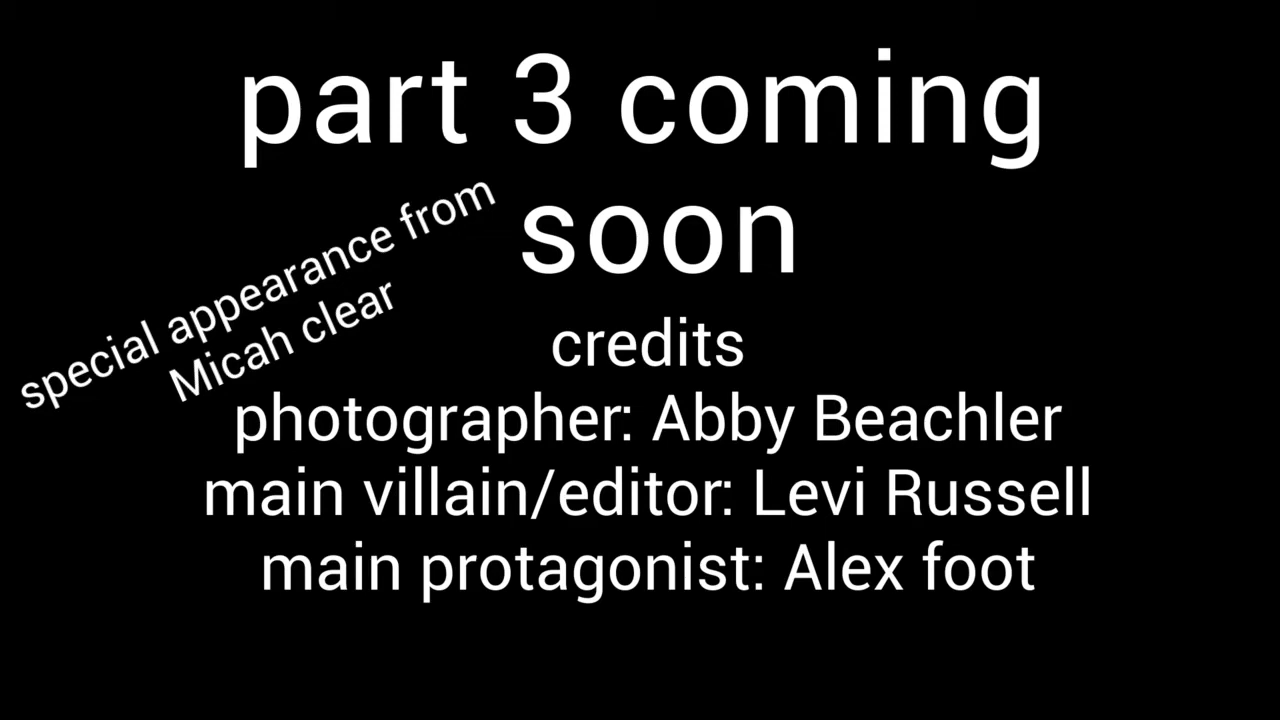 part 3 coming
soon
special appearance from
Micah clear
credits
photographer: Abby Beachler
main villain/editor: Levi Russell
main protagonist: Alex foot